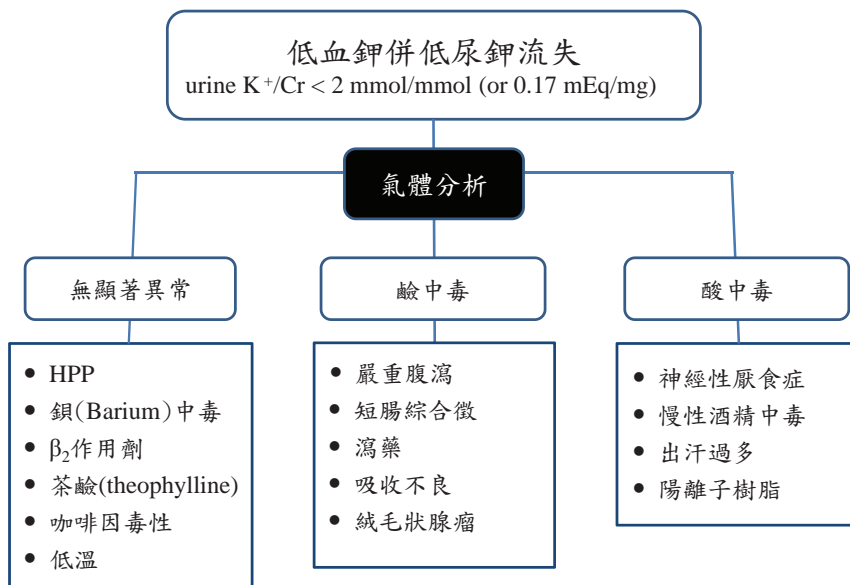 低血鉀併低尿鉀流失
urine K⁺/Cr < 2 mmol/mmol (or 0.17 mEq/mg)
氣體分析
無顯著異常
• HPP
• 鋇(Barium)中毒
• β₂作用劑
• 茶鹼(theophylline)
• 咖啡因毒性
• 低溫
鹼中毒
• 嚴重腹瀉
• 短腸綜合徵
• 瀉藥
• 吸收不良
• 絨毛狀腺瘤
酸中毒
• 神經性厭食症
• 慢性酒精中毒
• 出汗過多
• 陽離子樹脂